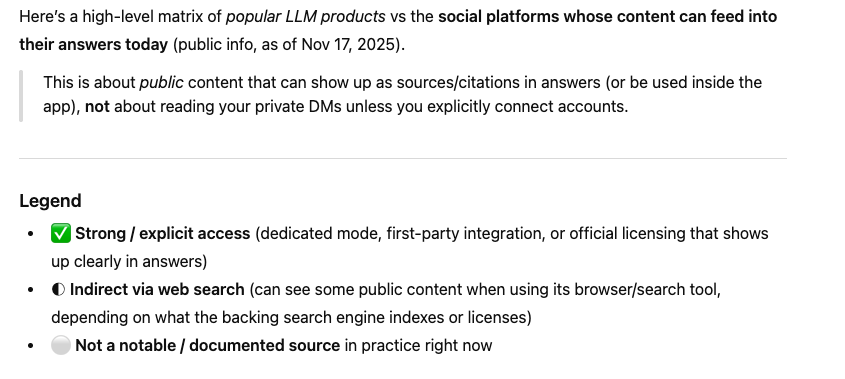 Here's a high-level matrix of popular LLM products vs the social platforms whose content can feed into
their answers today (public info, as of Nov 17, 2025).
This is about public content that can show up as sources/citations in answers (or be used inside the
app), not about reading your private DMs unless you explicitly connect accounts.
Legend
• ✅ Strong / explicit access (dedicated mode, first-party integration, or official licensing that shows
up clearly in answers)
• ◐ Indirect via web search (can see some public content when using its browser/search tool,
depending on what the backing search engine indexes or licenses)
• ⚪ Not a notable / documented source in practice right now